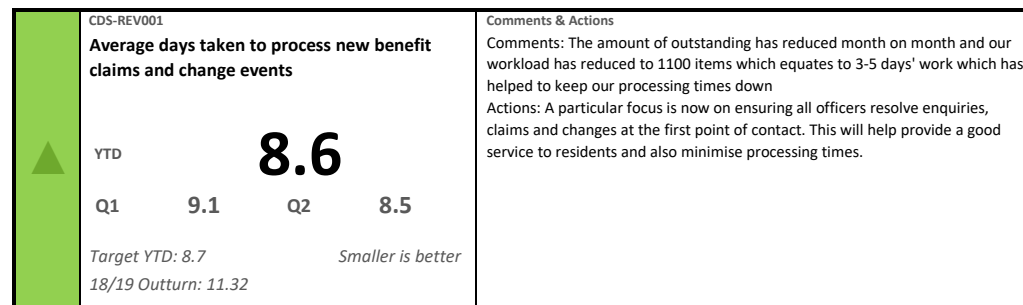 CDS-REV001
Average days taken to process new benefit
claims and change events
YTD 8.6
Q1 9.1 Q2 8.5
Target YTD: 8.7 Smaller is better
18/19 Outturn: 11.32
Comments & Actions
Comments: The amount of outstanding has reduced month on month and our
workload has reduced to 1100 items which equates to 3-5 days' work which has
helped to keep our processing times down
Actions: A particular focus is now on ensuring all officers resolve enquiries,
claims and changes at the first point of contact. This will help provide a good
service to residents and also minimise processing times.